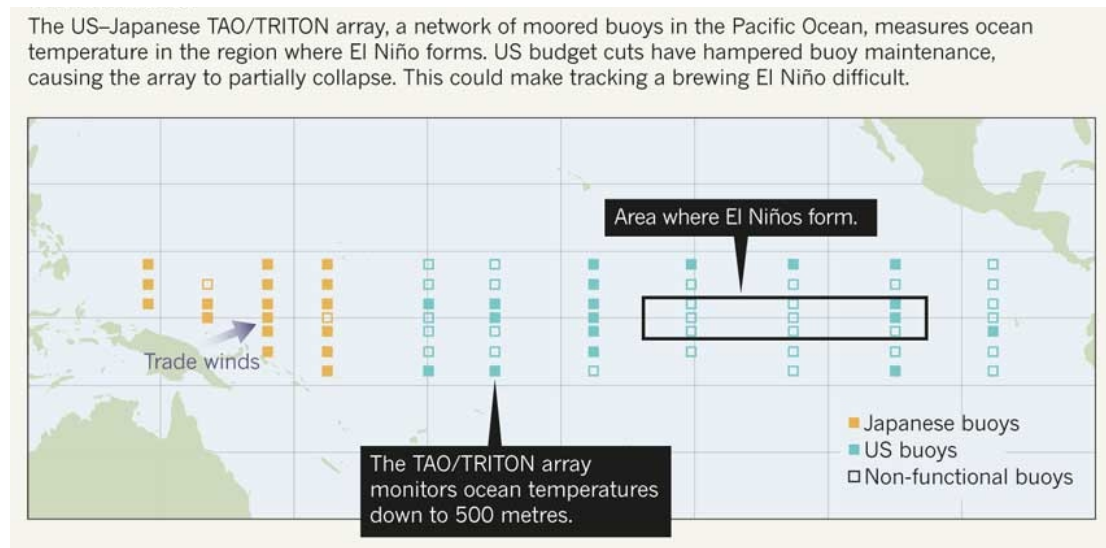 The US–Japanese TAO/TRITON array, a network of moored buoys in the Pacific Ocean, measures ocean
temperature in the region where El Niño forms. US budget cuts have hampered buoy maintenance,
causing the array to partially collapse. This could make tracking a brewing El Niño difficult.
Area where El Niños form.
Trade winds
Japanese buoys
US buoys
Non-functional buoys
The TAO/TRITON array
monitors ocean temperatures
down to 500 metres.